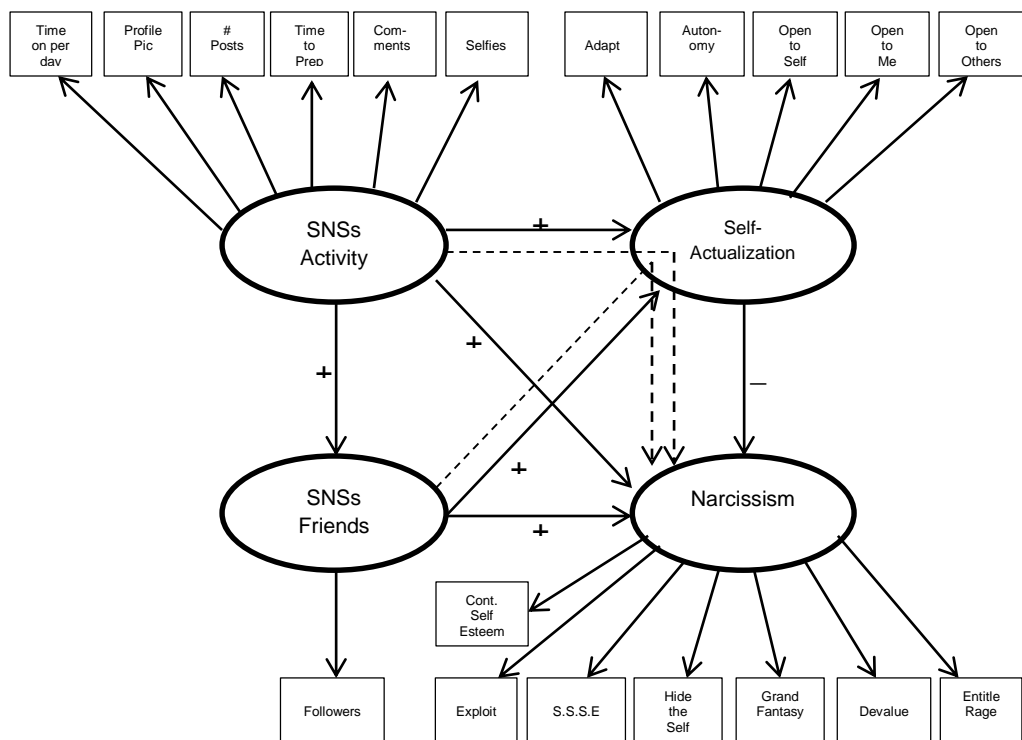 Time
on per
day
Profile
Pic
#
Posts
Time
to
Prep
Com-
ments
Selfies
Adapt
Auton-
omy
Open
to
Self
Open
to
Me
Open
to
Others
SNSs
Activity
+
Self-
Actualization
+
+
–
+
SNSs
Friends
+
Narcissism
Cont.
Self
Esteem
Followers
Exploit
S.S.S.E
Hide
the
Self
Grand
Fantasy
Devalue
Entitle
Rage